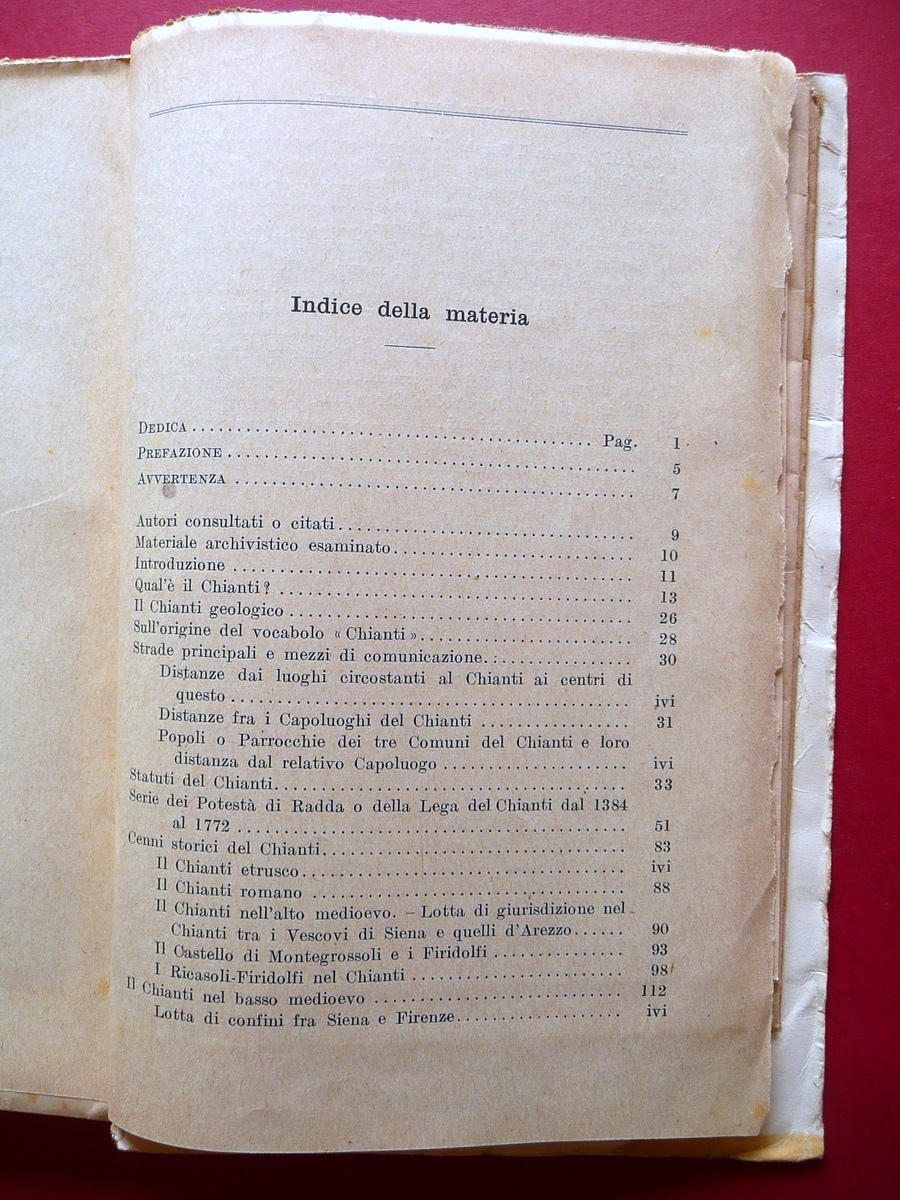 Indice della materia
DEDICA ........................................ Pag. 1
PREFAZIONE ........................................ 5
AVVERTENZA ........................................ 7
Autori consultati o citati ........................................ 9
Materiale archivistico esaminato ........................................ 10
Introduzione ........................................ 11
Qual'è il Chianti? ........................................ 13
Il Chianti geologico ........................................ 26
Sull'origine del vocabolo « Chianti » ........................................ 28
Strade principali e mezzi di comunicazione ........................................ 30
Distanze dai luoghi circostanti al Chianti ai centri di
questo ........................................ ivi
Distanze fra i Capoluoghi del Chianti ........................................ 31
Popoli o Parrocchie dei tre Comuni del Chianti e loro
distanza dal relativo Capoluogo ........................................ ivi
Statuti del Chianti ........................................ 33
Serie dei Potestà di Radda o della Lega del Chianti dal 1384
al 1772 ........................................ 51
Cenni storici del Chianti ........................................ 83
Il Chianti etrusco ........................................ ivi
Il Chianti romano ........................................ 88
Il Chianti nell'alto medioevo. – Lotta di giurisdizione nel
Chianti tra i Vescovi di Siena e quelli d'Arezzo ...... 90
Il Castello di Montegrossoli e i Firidolfi ........................................ 93
I Ricasoli-Firidolfi nel Chianti ........................................ 98
Il Chianti nel basso medioevo ........................................ 112
Lotta di confini fra Siena e Firenze ........................................ ivi